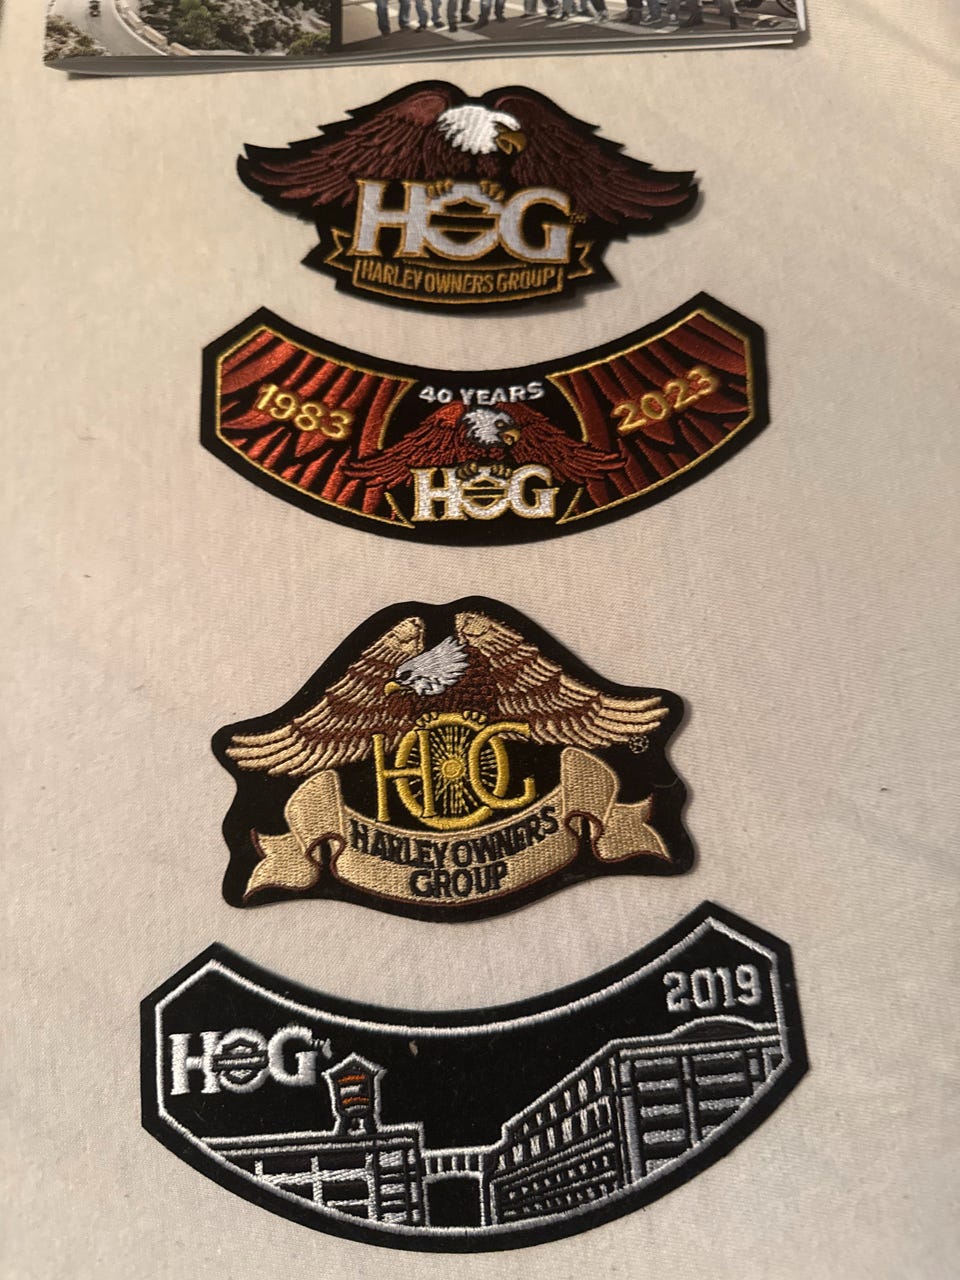 HOG
HARLEY OWNERS GROUP
40 YEARS
1983
2023
HOG
HOG
HARLEY OWNERS
GROUP
2019
HOG